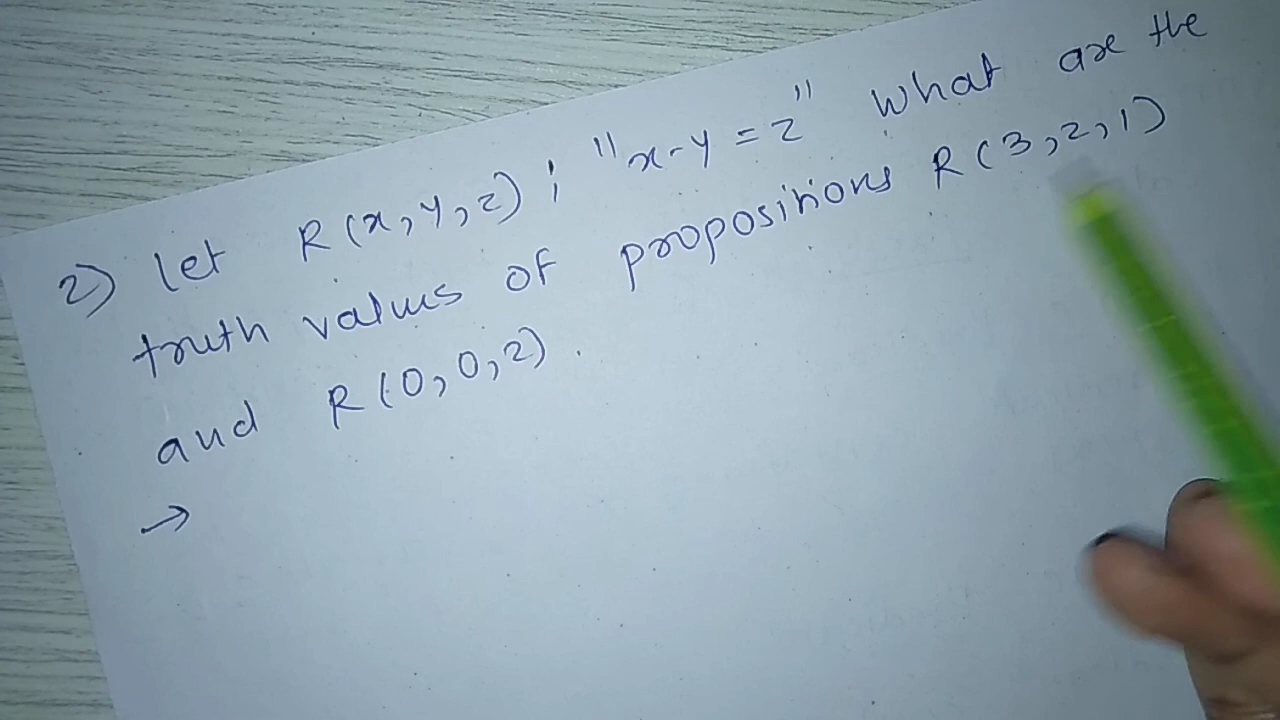 2) let R(x,y,z) ; "x-y = z" What are the
truth values of propositions R(3,2,1)
and R(0,0,2).
→